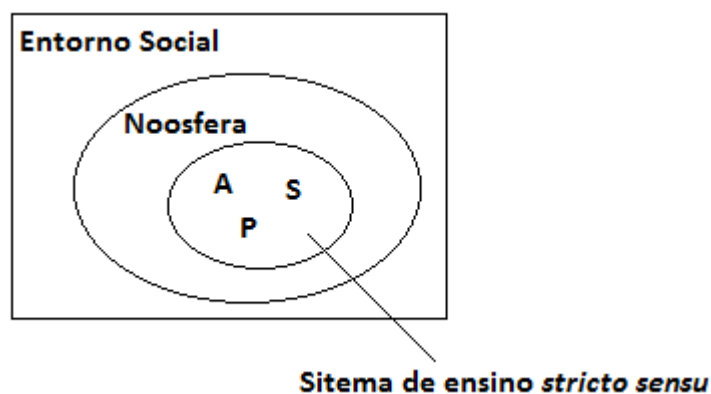 Entorno Social
Noosfera
A
S
P
Sitema de ensino stricto sensu